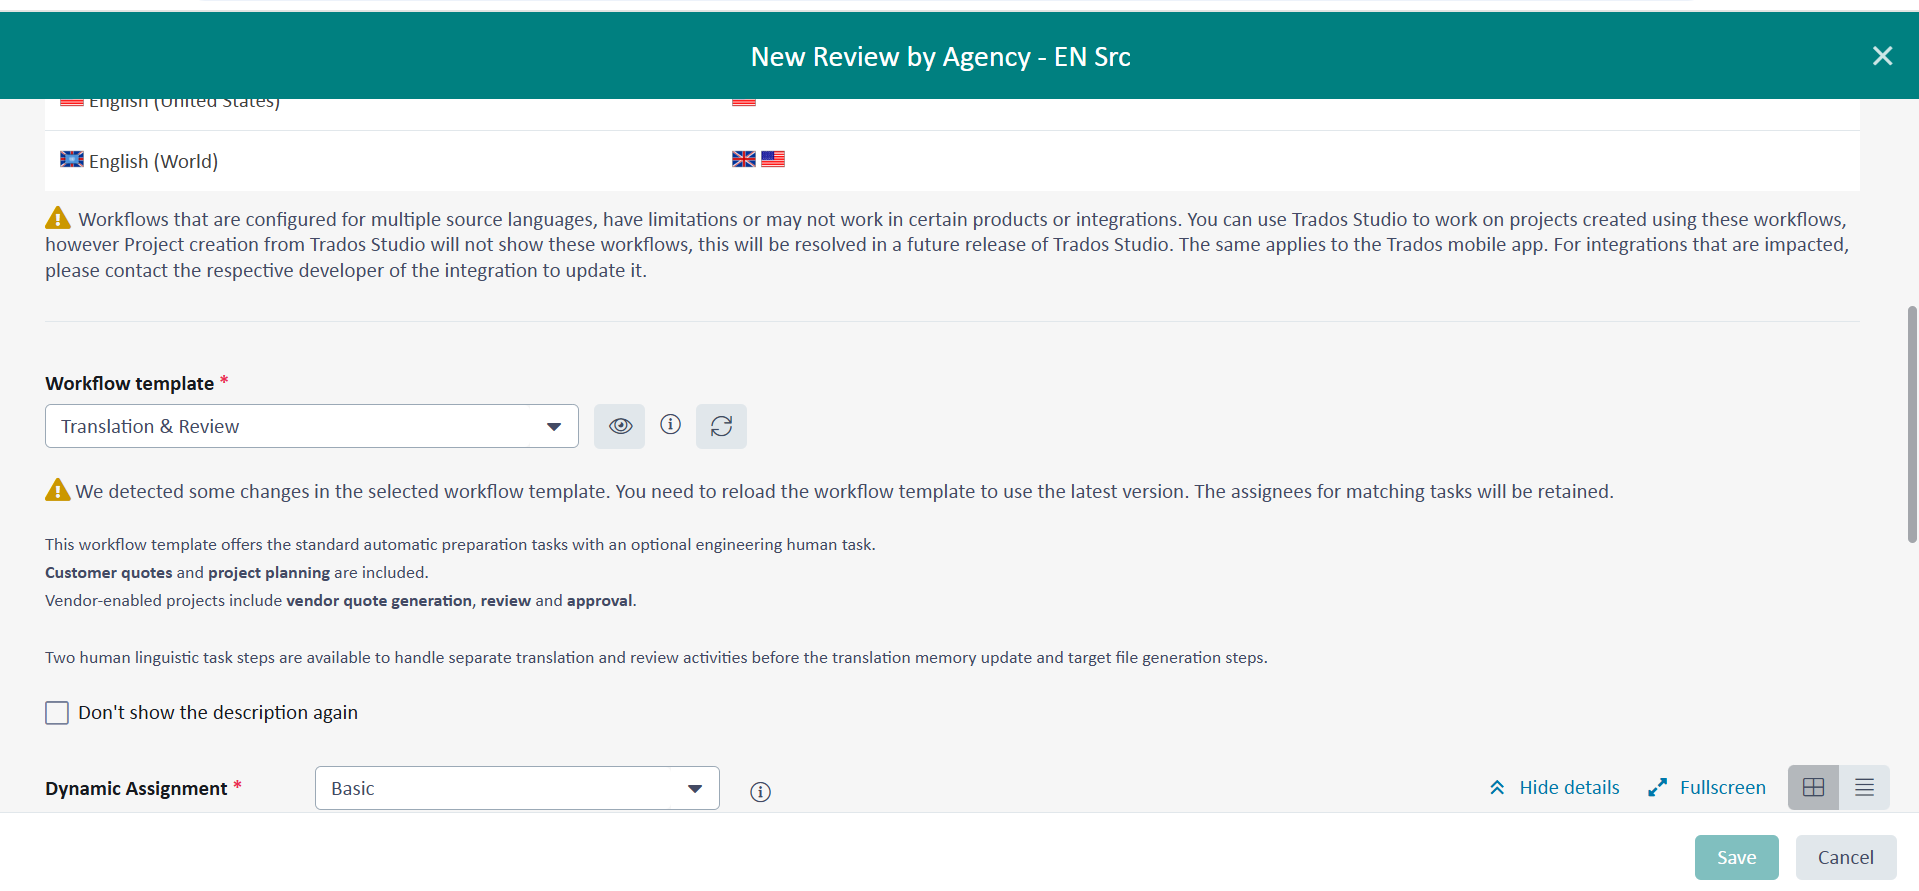 New Review by Agency - EN Src
English (United States)
English (World)
Workflows that are configured for multiple source languages, have limitations or may not work in certain products or integrations. You can use Trados Studio to work on projects created using these workflows,
however Project creation from Trados Studio will not show these workflows, this will be resolved in a future release of Trados Studio. The same applies to the Trados mobile app. For integrations that are impacted,
please contact the respective developer of the integration to update it.
Workflow template *
Translation & Review
We detected some changes in the selected workflow template. You need to reload the workflow template to use the latest version. The assignees for matching tasks will be retained.
This workflow template offers the standard automatic preparation tasks with an optional engineering human task.
Customer quotes and project planning are included.
Vendor-enabled projects include vendor quote generation, review and approval.
Two human linguistic task steps are available to handle separate translation and review activities before the translation memory update and target file generation steps.
Don't show the description again
Dynamic Assignment * Basic Hide details Fullscreen
Save Cancel